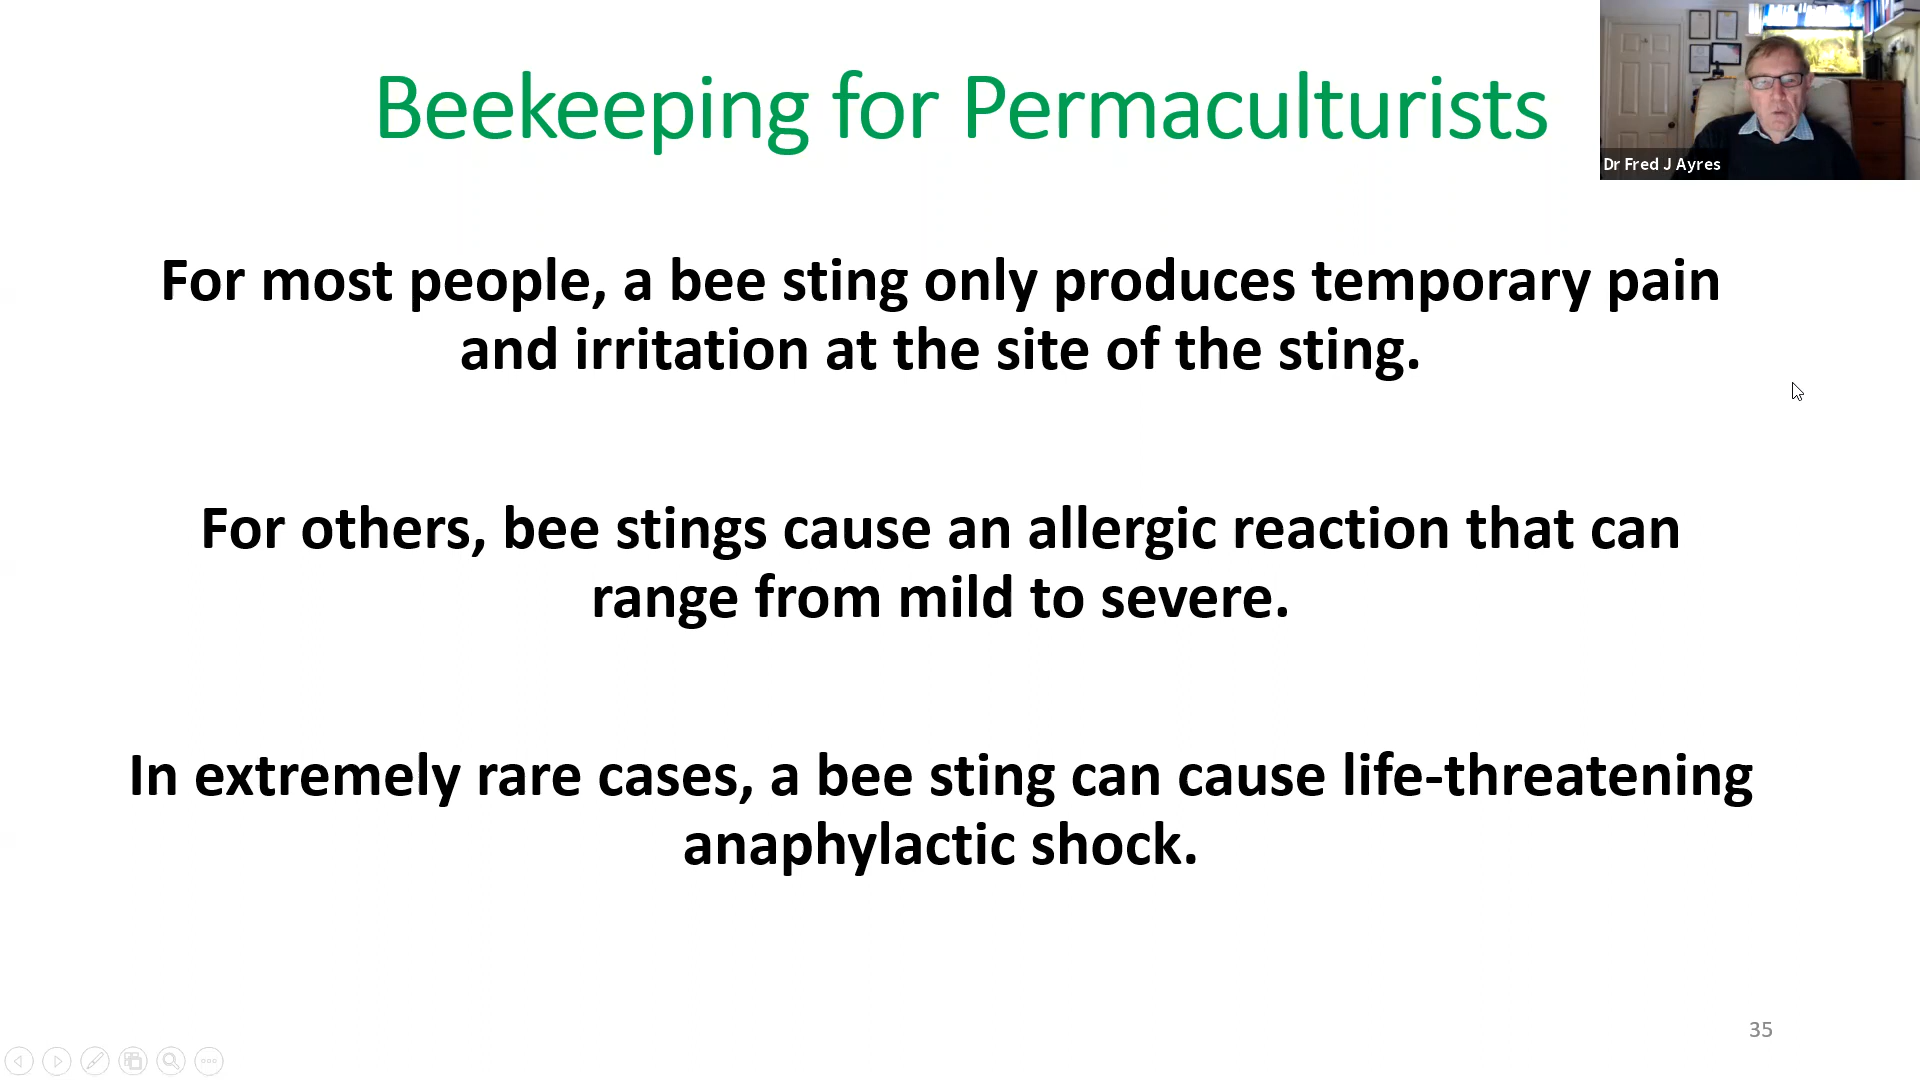 Beekeeping for Permaculturists
Dr Fred J Ayres
For most people, a bee sting only produces temporary pain
and irritation at the site of the sting.
For others, bee stings cause an allergic reaction that can
range from mild to severe.
In extremely rare cases, a bee sting can cause life-threatening
anaphylactic shock.
35